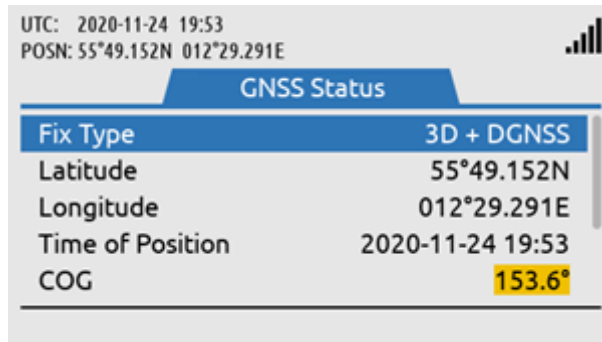 UTC: 2020-11-24 19:53
POSN: 55°49.152N 012°29.291E
GNSS Status
Fix Type 3D + DGNSS
Latitude 55°49.152N
Longitude 012°29.291E
Time of Position 2020-11-24 19:53
COG 153.6°